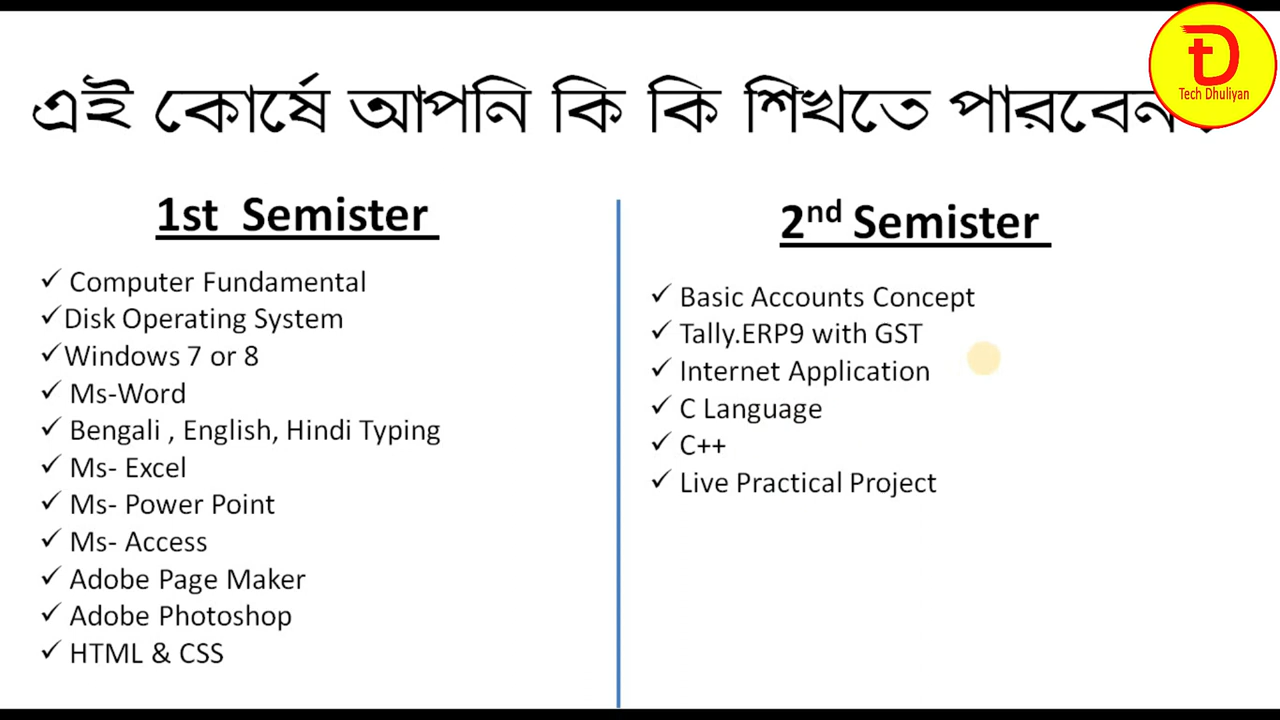 Tech Dhuliyan
এই কোর্ষে আপনি কি কি শিখতে পারবেন
1st Semister
Computer Fundamental
Disk Operating System
Windows 7 or 8
Ms-Word
Bengali , English, Hindi Typing
Ms- Excel
Ms- Power Point
Ms- Access
Adobe Page Maker
Adobe Photoshop
HTML & CSS
2nd Semister
Basic Accounts Concept
Tally.ERP9 with GST
Internet Application
C Language
C++
Live Practical Project